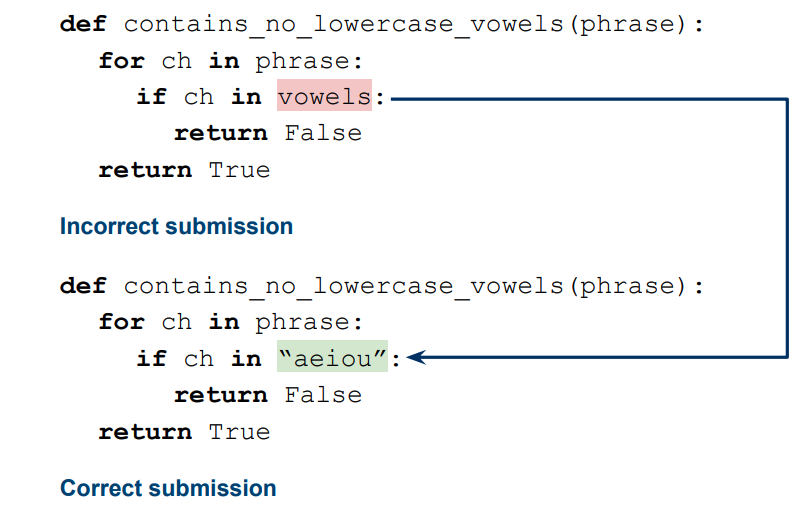 def contains_no_lowercase_vowels(phrase):
for ch in phrase:
if ch in vowels:
return False
return True
Incorrect submission
def contains_no_lowercase_vowels(phrase):
for ch in phrase:
if ch in “aeiou”:
return False
return True
Correct submission